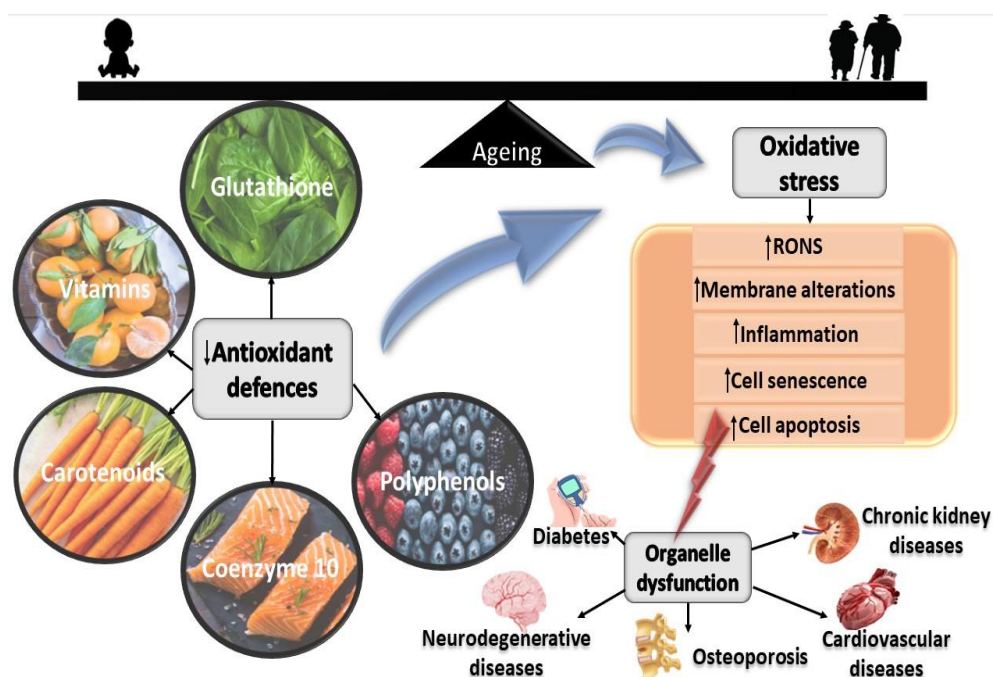 Ageing
Glutathione
Vitamins
↓Antioxidant
defences
Carotenoids
Polyphenols
Coenzyme 10
Oxidative
stress
↑RONS
↑Membrane alterations
↑Inflammation
↑Cell senescence
↑Cell apoptosis
Diabetes
Organelle
dysfunction
Chronic kidney
diseases
Neurodegenerative
diseases
Osteoporosis
Cardiovascular
diseases